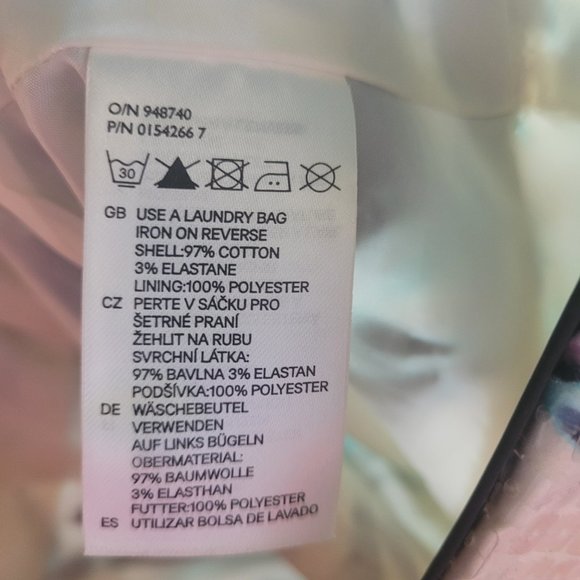 O/N 948740
P/N 0154266 7
30
GB USE A LAUNDRY BAG
IRON ON REVERSE
SHELL:97% COTTON
3% ELASTANE
LINING:100% POLYESTER
CZ PERTE V SÁČKU PRO
ŠETRNÉ PRANÍ
ŽEHLIT NA RUBU
SVRCHNÍ LÁTKA:
97% BAVLNA 3% ELASTAN
PODŠÍVKA:100% POLYESTER
DE WÄSCHEBEUTEL
VERWENDEN
AUF LINKS BÜGELN
OBERMATERIAL:
97% BAUMWOLLE
3% ELASTHAN
FUTTER:100% POLYESTER
ES UTILIZAR BOLSA DE LAVADO